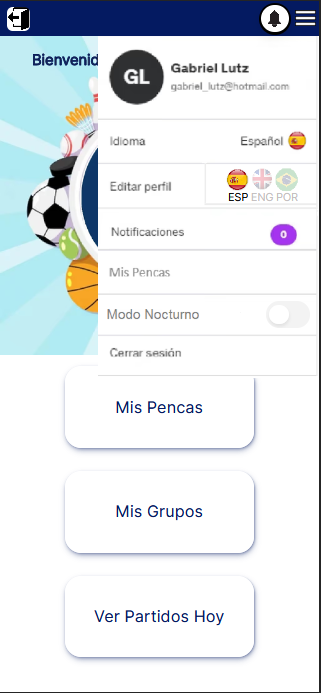 Bienvenid
GL
Gabriel Lutz
gabriel_lutz@hotmail.com
Idioma
Español
Editar perfil
ESP ENG POR
Notificaciones
0
Mis Pencas
Modo Nocturno
Cerrar sesión
Mis Pencas
Mis Grupos
Ver Partidos Hoy